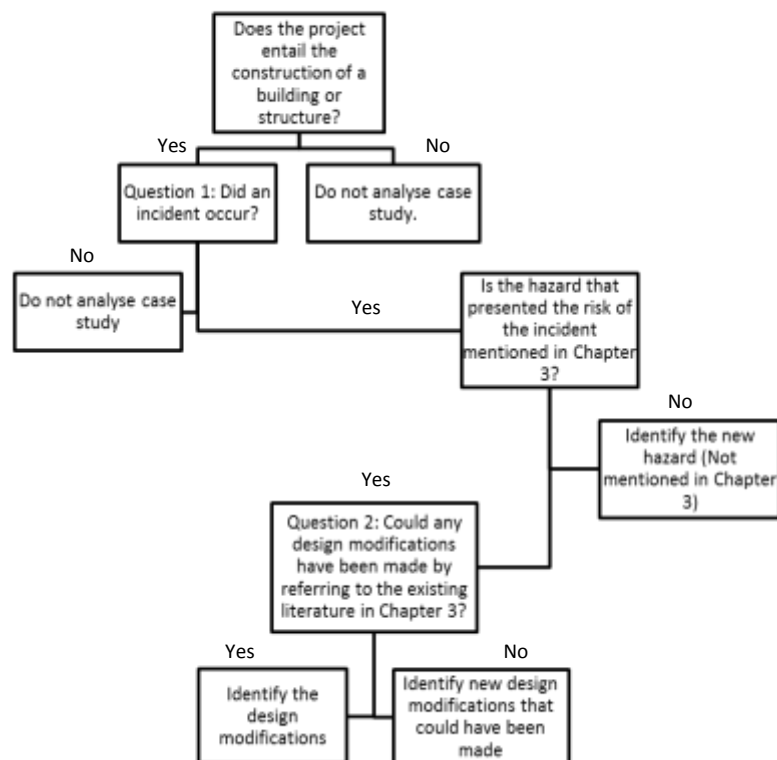 Does the project
entail the
construction of a
building or
structure?
Yes
No
Question 1: Did an
incident occur?
Do not analyse case
study.
No
Do not analyse case
study
Yes
Is the hazard that
presented the risk of
the incident
mentioned in Chapter
3?
No
Identify the new
hazard (Not
mentioned in Chapter
3)
Yes
Question 2: Could any
design modifications
have been made by
referring to the existing
literature in Chapter 3?
Yes
No
Identify the
design
modifications
Identify new design
modifications that
could have been
made